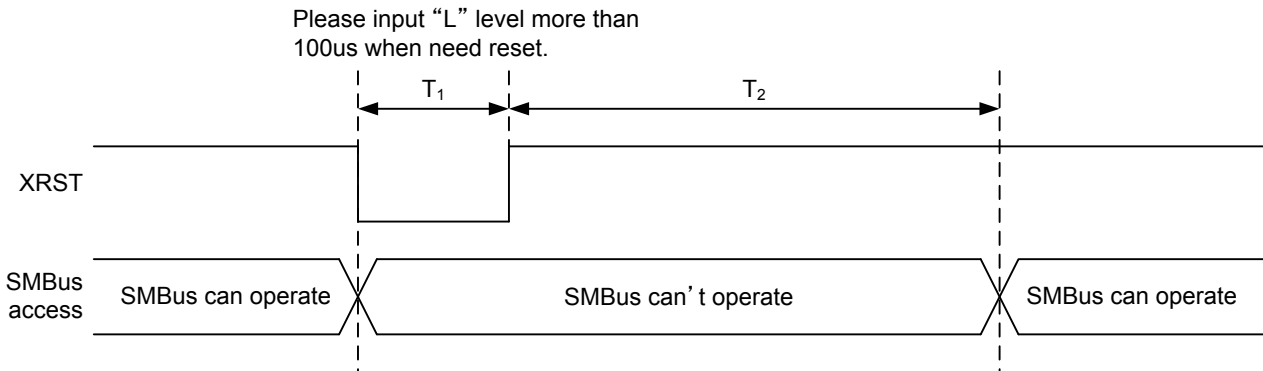 Please input “L” level more than
100us when need reset.
T₁ T₂
XRST
SMBus
access
SMBus can operate SMBus can’t operate SMBus can operate